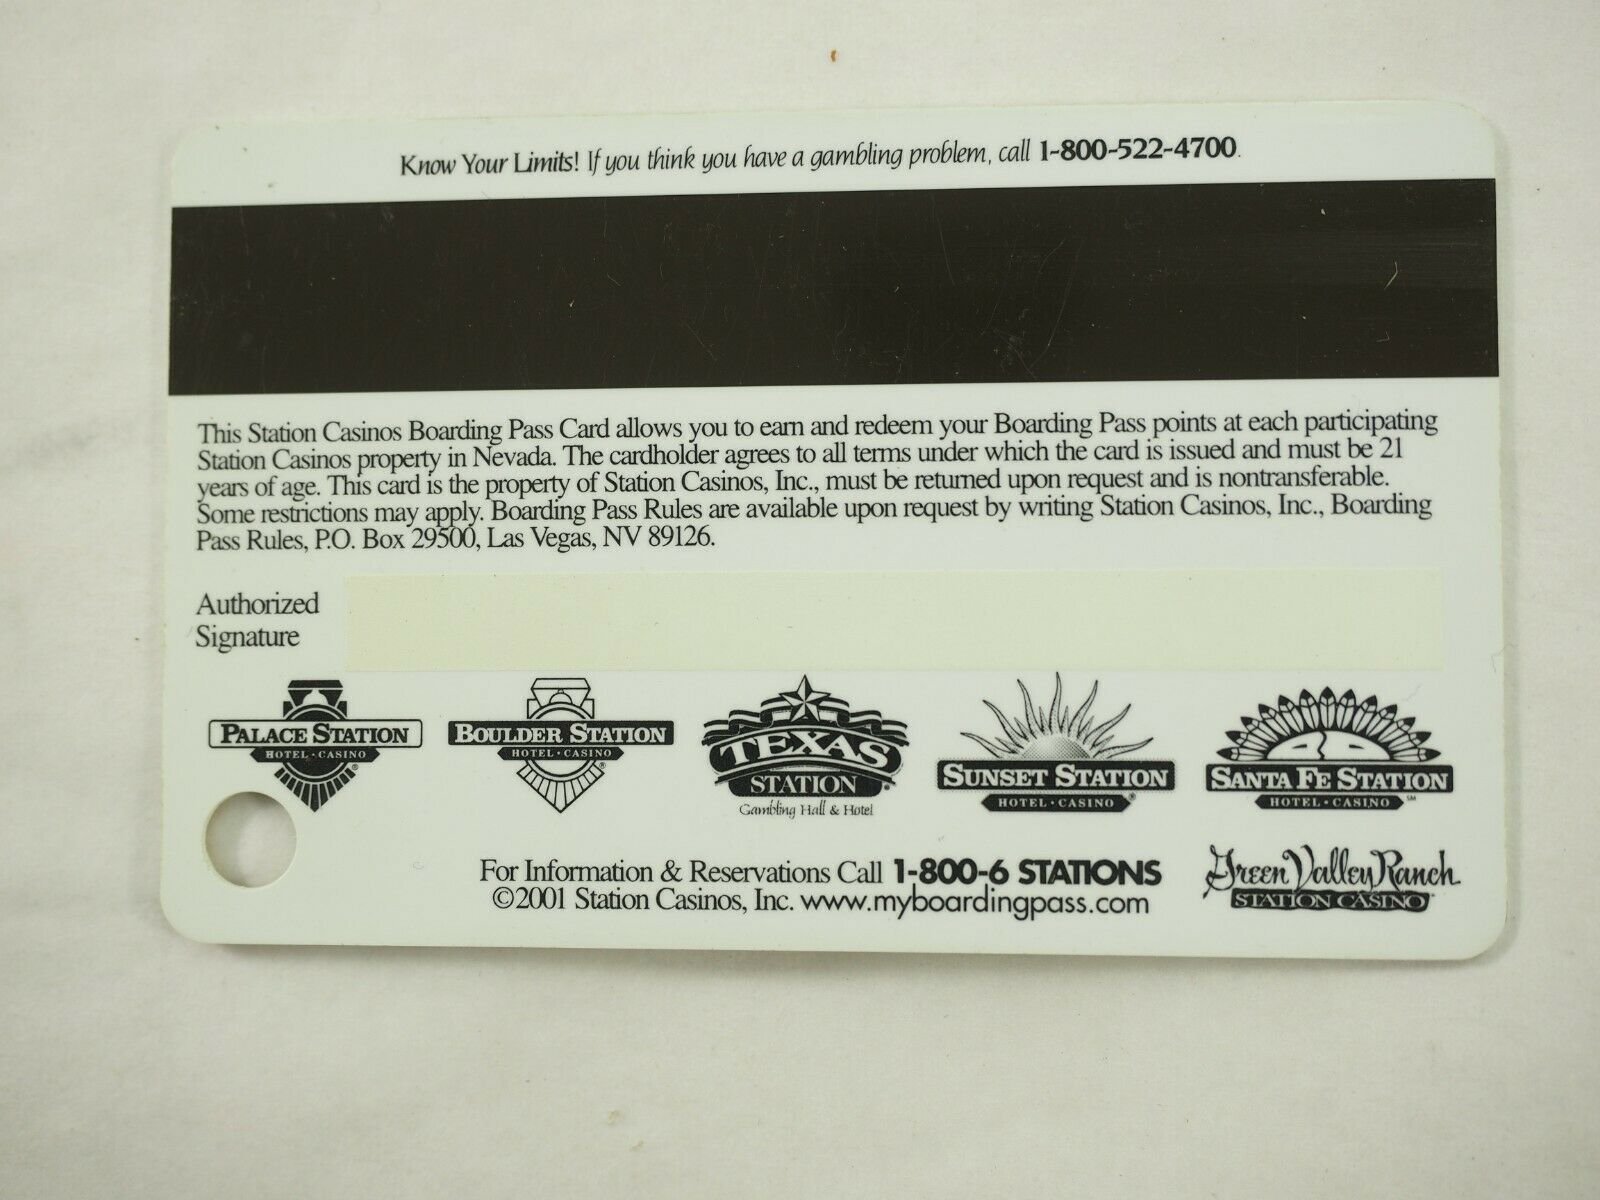 Know Your Limits! If you think you have a gambling problem, call 1-800-522-4700.
This Station Casinos Boarding Pass Card allows you to earn and redeem your Boarding Pass points at each participating
Station Casinos property in Nevada. The cardholder agrees to all terms under which the card is issued and must be 21
years of age. This card is the property of Station Casinos, Inc., must be returned upon request and is nontransferable.
Some restrictions may apply. Boarding Pass Rules are available upon request by writing Station Casinos, Inc., Boarding
Pass Rules, P.O. Box 29500, Las Vegas, NV 89126.
Authorized
Signature
PALACE STATION
HOTEL · CASINO
®
BOULDER STATION
HOTEL · CASINO
®
TEXAS
STATION
®
Gambling Hall & Hotel
SUNSET STATION
HOTEL · CASINO
®
SANTA FE STATION
HOTEL · CASINO
SM
For Information & Reservations Call 1-800-6 STATIONS
©2001 Station Casinos, Inc. www.myboardingpass.com
Green Valley Ranch
STATION CASINO